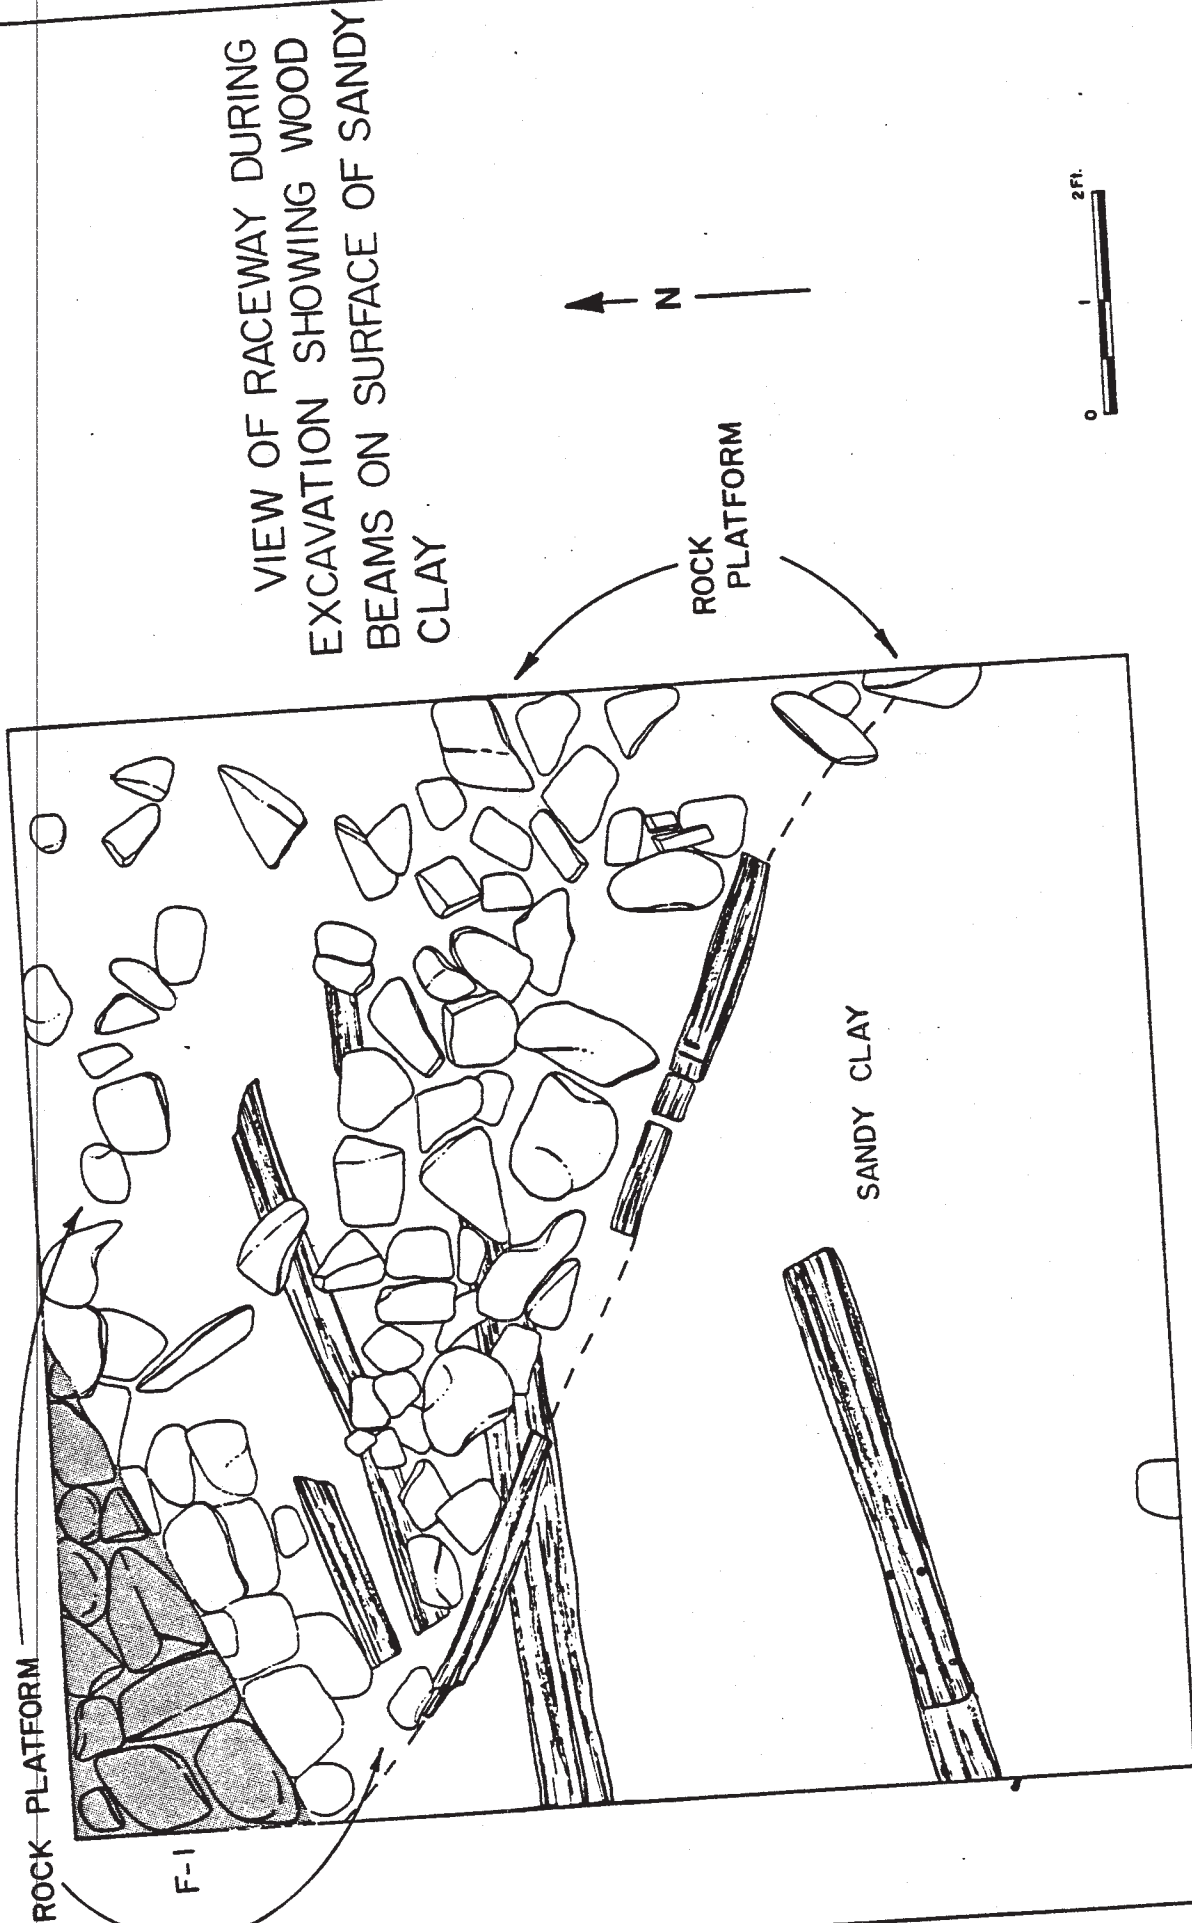 VIEW OF RACEWAY DURING
EXCAVATION SHOWING WOOD
BEAMS ON SURFACE OF SANDY
CLAY
ROCK PLATFORM
F-1
ROCK
PLATFORM
SANDY CLAY
N
0 1 2 Ft.